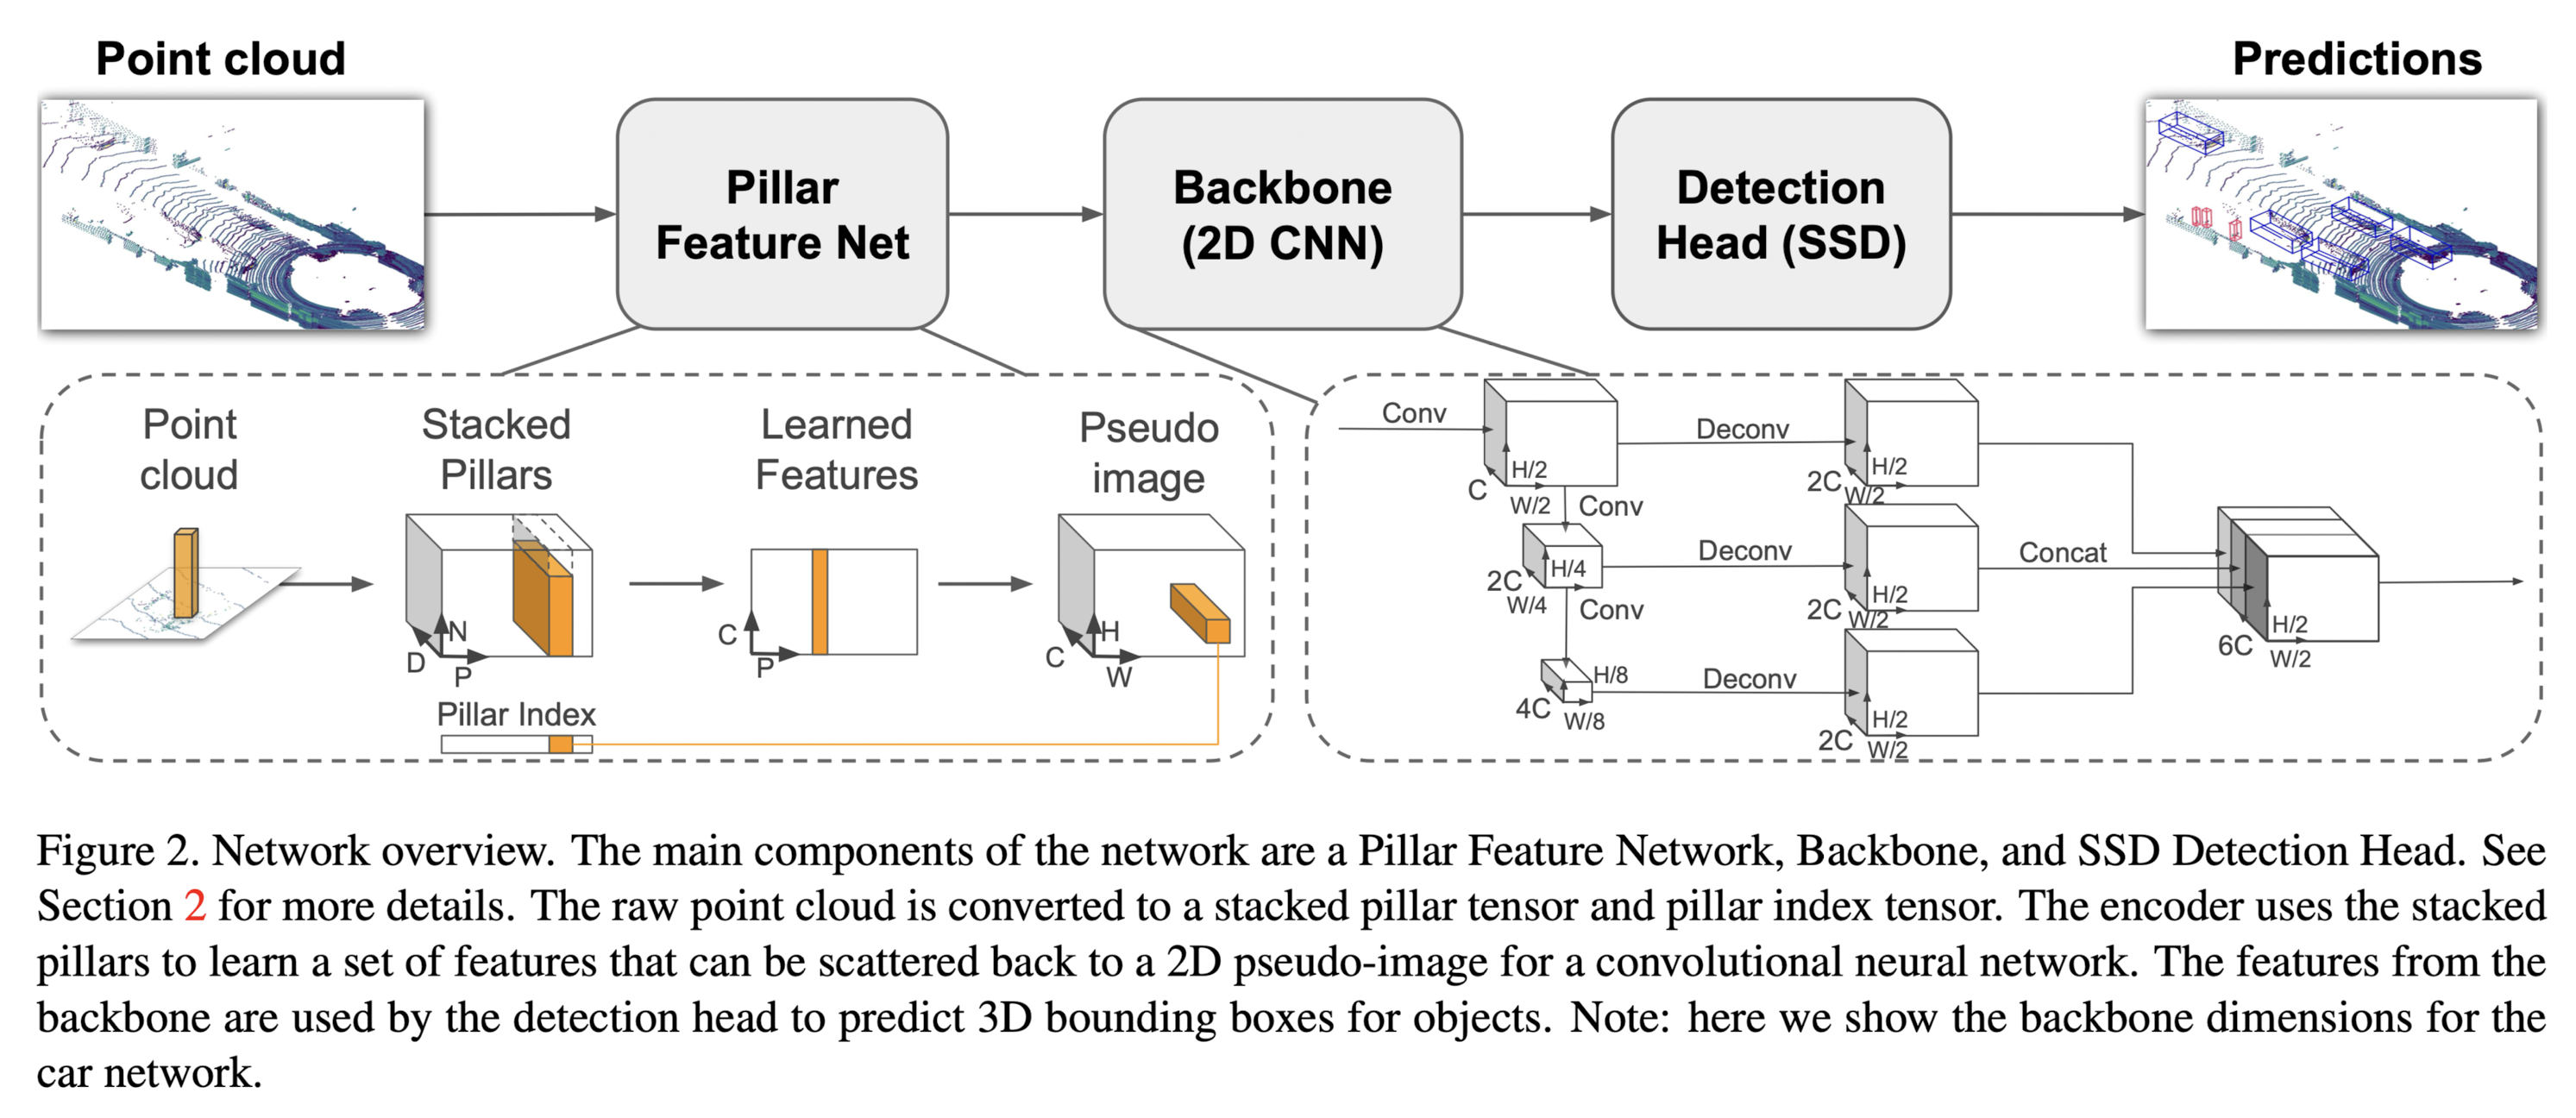 Point cloud
Predictions
Pillar
Feature Net
Backbone
(2D CNN)
Detection
Head (SSD)
Point
cloud
Stacked
Pillars
Learned
Features
Pseudo
image
N
D
P
C
P
H
C
W
Pillar Index
Conv
H/2
C
W/2
Conv
Deconv
H/2
2C
W/2
H/4
2C
W/4
Conv
Deconv
H/2
2C
W/2
H/8
4C
W/8
Deconv
H/2
2C
W/2
Concat
H/2
6C
W/2
Figure 2. Network overview. The main components of the network are a Pillar Feature Network, Backbone, and SSD Detection Head. See
Section 2 for more details. The raw point cloud is converted to a stacked pillar tensor and pillar index tensor. The encoder uses the stacked
pillars to learn a set of features that can be scattered back to a 2D pseudo-image for a convolutional neural network. The features from the
backbone are used by the detection head to predict 3D bounding boxes for objects. Note: here we show the backbone dimensions for the
car network.